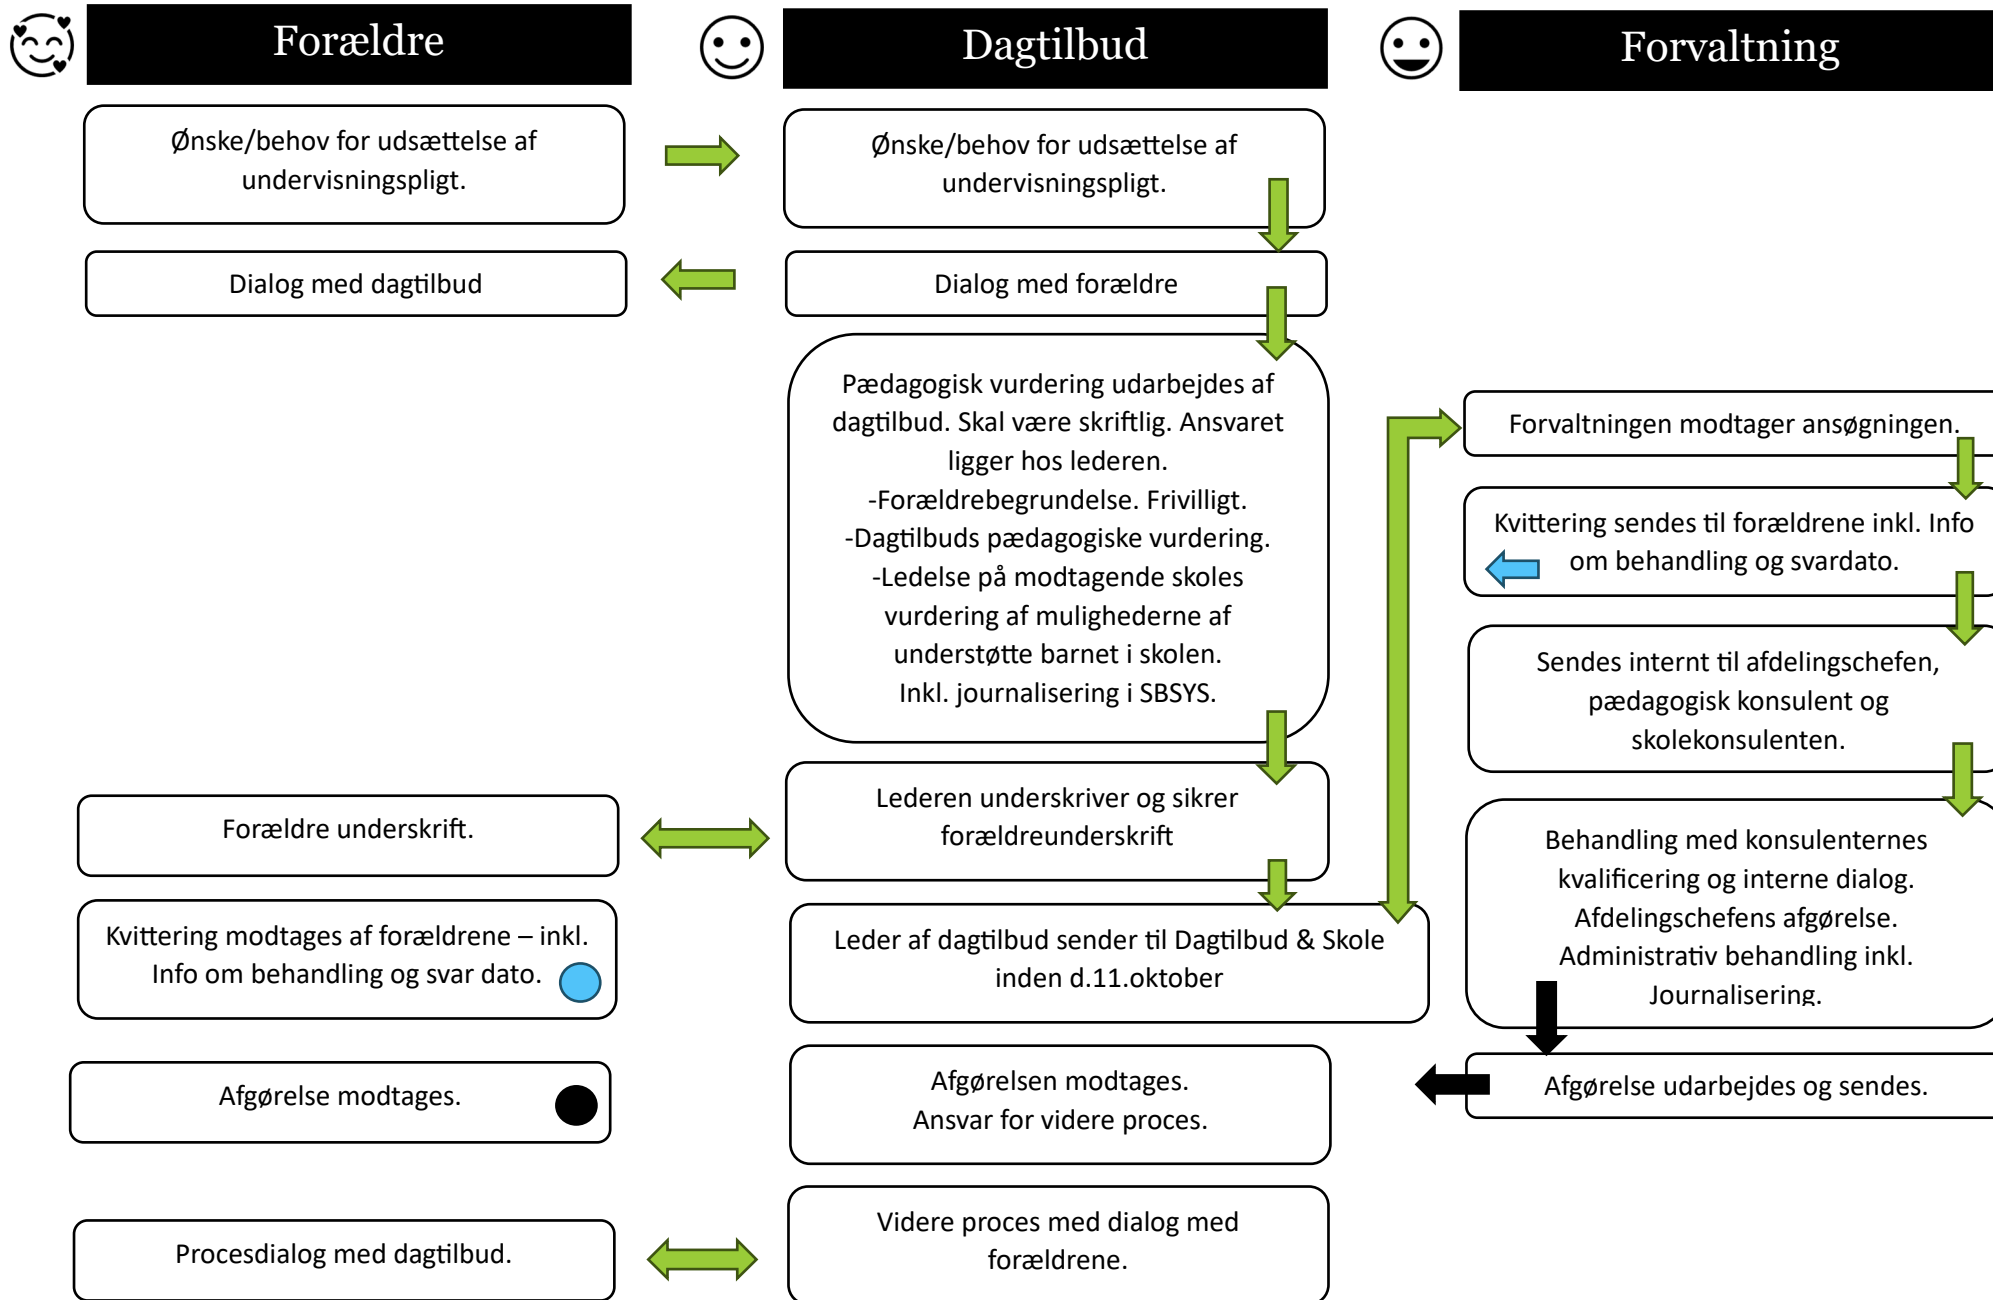 Forældre
Ønske/behov for udsættelse af
undervisningspligt.
Dialog med dagtilbud
Forældre underskrift.
Kvittering modtages af forældrene – inkl.
Info om behandling og svar dato.
Afgørelse modtages.
Procesdialog med dagtilbud.
Dagtilbud
Ønske/behov for udsættelse af
undervisningspligt.
Dialog med forældre
Pædagogisk vurdering udarbejdes af
dagtilbud. Skal være skriftlig. Ansvaret
ligger hos lederen.
-Forældrebegrundelse. Frivilligt.
-Dagtilbuds pædagogiske vurdering.
-Ledelse på modtagende skoles
vurdering af mulighederne af
understøtte barnet i skolen.
Inkl. journalisering i SBSYS.
Lederen underskriver og sikrer
forældreunderskrift
Leder af dagtilbud sender til Dagtilbud & Skole
inden d.11.oktober
Afgørelsen modtages.
Ansvar for videre proces.
Videre proces med dialog med
forældrene.
Forvaltning
Forvaltningen modtager ansøgningen.
Kvittering sendes til forældrene inkl. Info
om behandling og svardato.
Sendes internt til afdelingschefen,
pædagogisk konsulent og
skolekonsulenten.
Behandling med konsulenternes
kvalificering og interne dialog.
Afdelingschefens afgørelse.
Administrativ behandling inkl.
Journalisering.
Afgørelse udarbejdes og sendes.